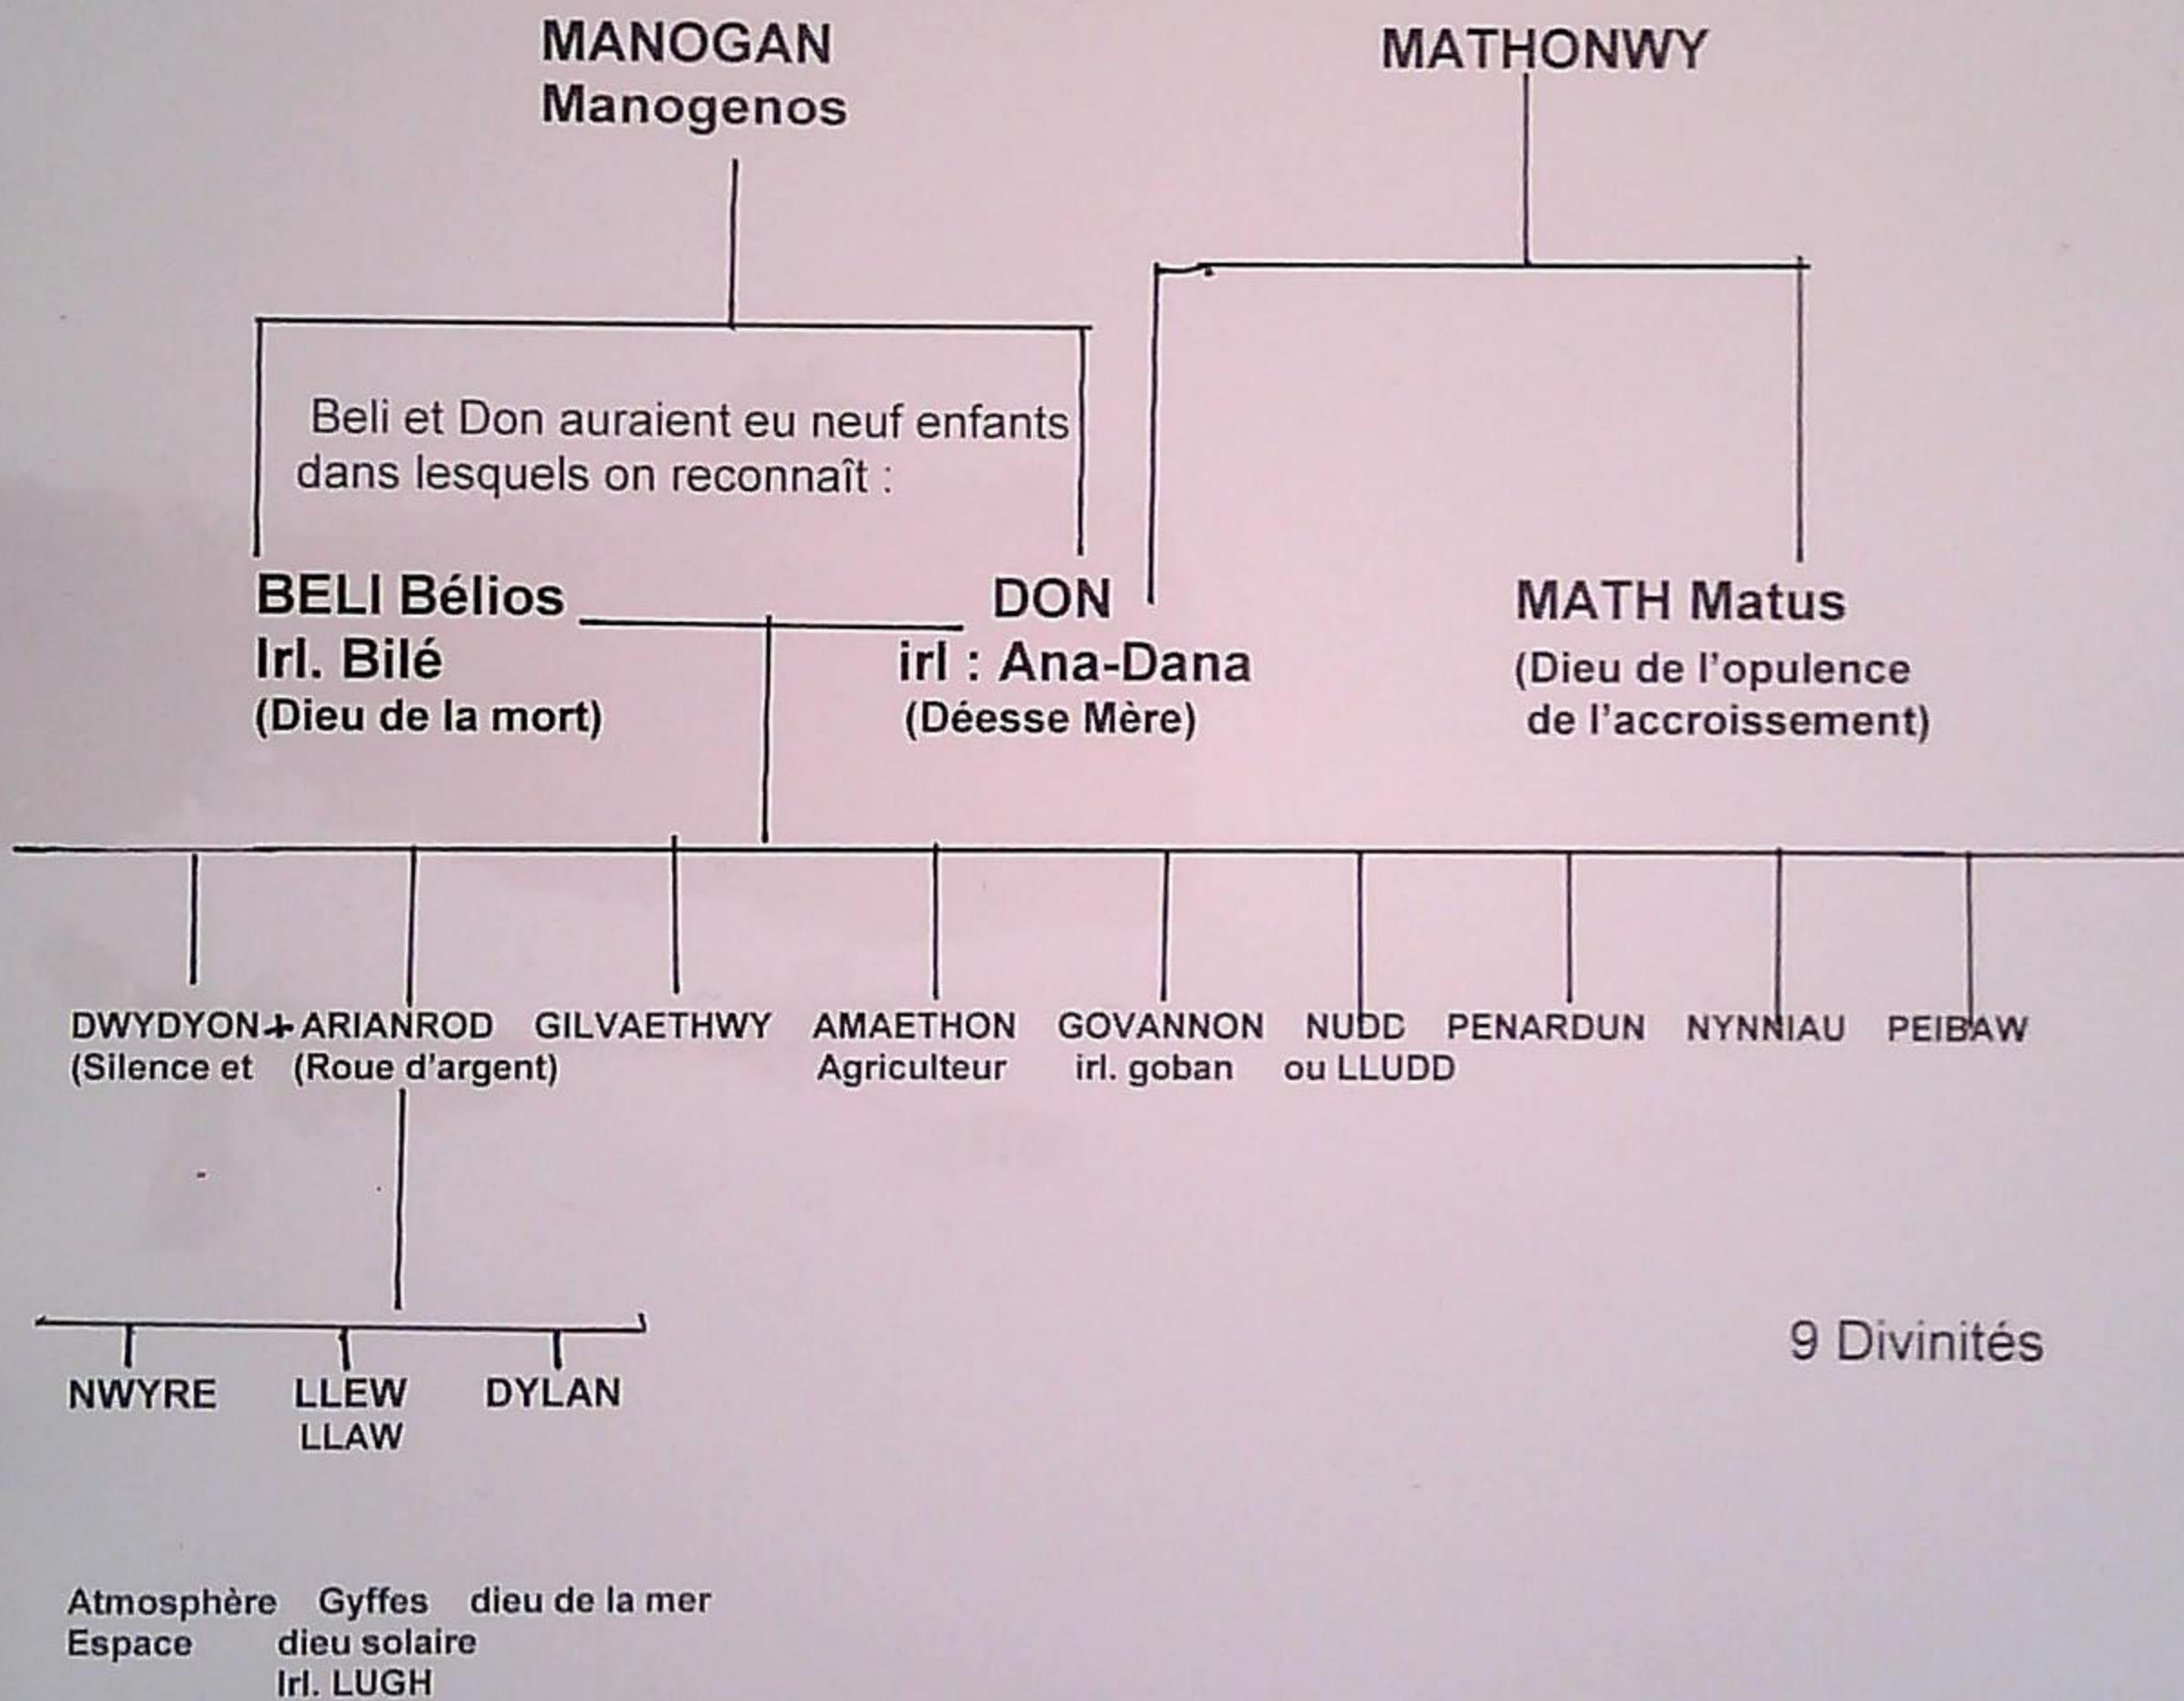 MANOGAN
Manogenos
MATHONWY
Beli et Don auraient eu neuf enfants
dans lesquels on reconnaît :
BELI Bélios
Irl. Bilé
(Dieu de la mort)
DON
irl : Ana-Dana
(Déesse Mère)
MATH Matus
(Dieu de l'opulence
de l'accroissement)
DWYDYON + ARIANROD GILVAETHWY AMAETHON GOVANNON NUDD PENARDUN NYNNIAU PEIBAW
(Silence et (Roue d'argent) Agriculteur irl. goban ou LLUDD
NWYRE LLEW DYLAN
LLAW
9 Divinités
Atmosphère Gyffes dieu de la mer
Espace dieu solaire
Irl. LUGH